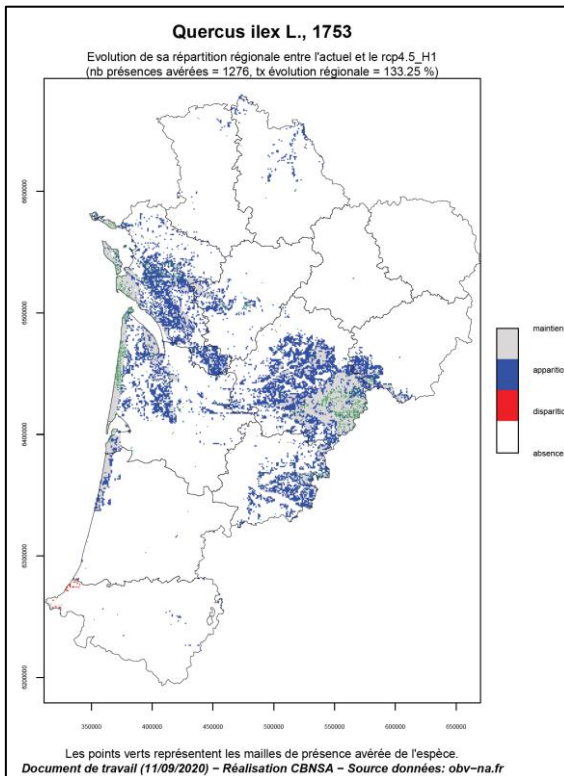 Quercus ilex L., 1753
Evolution de sa répartition régionale entre l'actuel et le rcp4.5_H1
(nb présences avérées = 1276, tx évolution régionale = 133.25 %)
6600000
6500000
6400000
6300000
6200000
350000 400000 450000 500000 550000 600000 650000
maintien
apparition
disparition
absence
Les points verts représentent les mailles de présence avérée de l'espèce.
Document de travail (11/09/2020) − Réalisation CBNSA − Source données: obv−na.fr